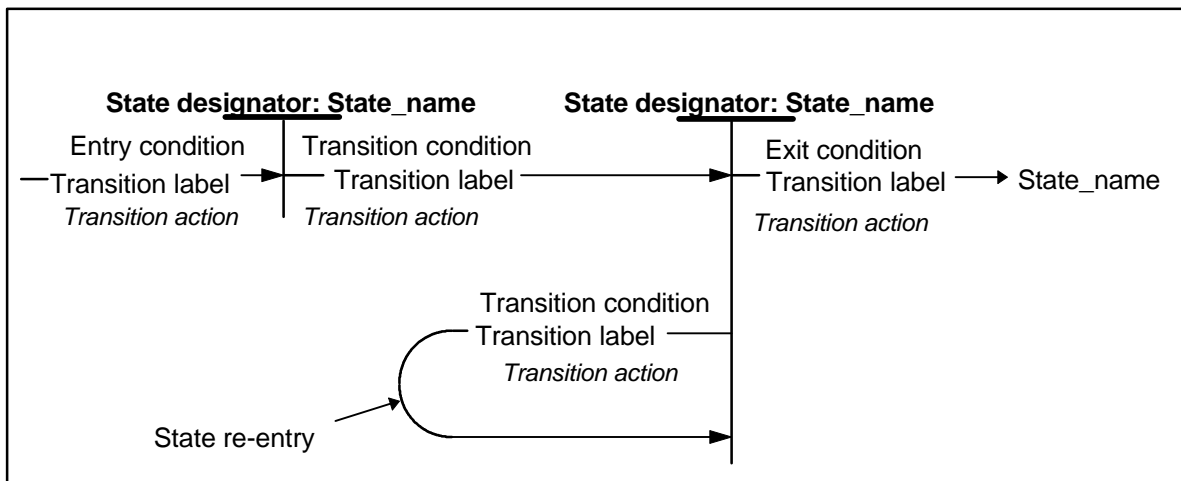 State designator: State_name
State designator: State_name
Entry condition
Transition label
Transition action
Transition condition
Transition label
Transition action
Exit condition
Transition label
Transition action
State_name
Transition condition
Transition label
Transition action
State re-entry